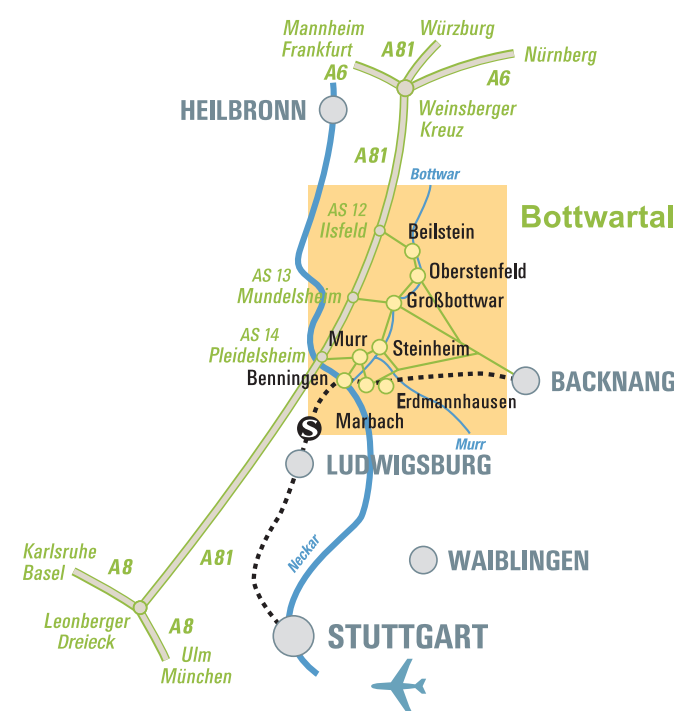 Mannheim
Frankfurt
A6
A81
Würzburg
Nürnberg
A6
HEILBRONN
Weinsberger
Kreuz
A81
Bottwar
AS 12
Ilsfeld
Beilstein
Bottwartal
Oberstenfeld
AS 13
Mundelsheim
Großbottwar
AS 14
Pleidelsheim
Murr
Steinheim
Benningen
BACKNANG
Erdmannhausen
Marbach
S
Murr
LUDWIGSBURG
Neckar
Karlsruhe
Basel
A8
A81
WAIBLINGEN
Leonberger
Dreieck
A8
Ulm
München
STUTTGART